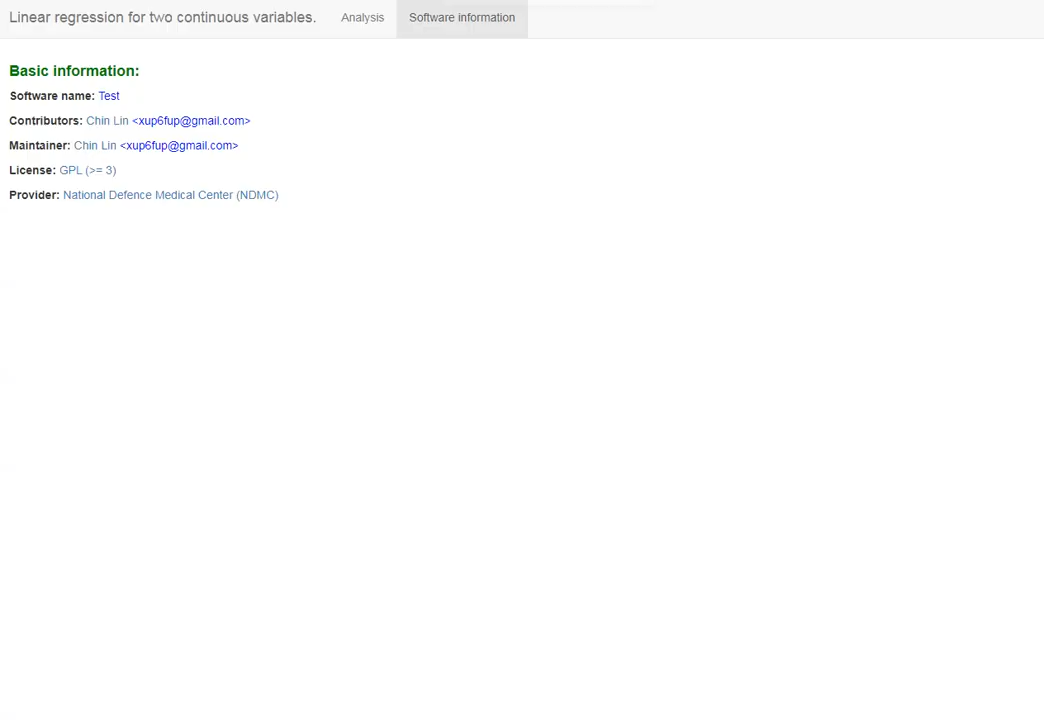 Linear regression for two continuous variables. Analysis Software information
Basic information:
Software name: Test
Contributors: Chin Lin <xup6fup@gmail.com>
Maintainer: Chin Lin <xup6fup@gmail.com>
License: GPL (>= 3)
Provider: National Defence Medical Center (NDMC)